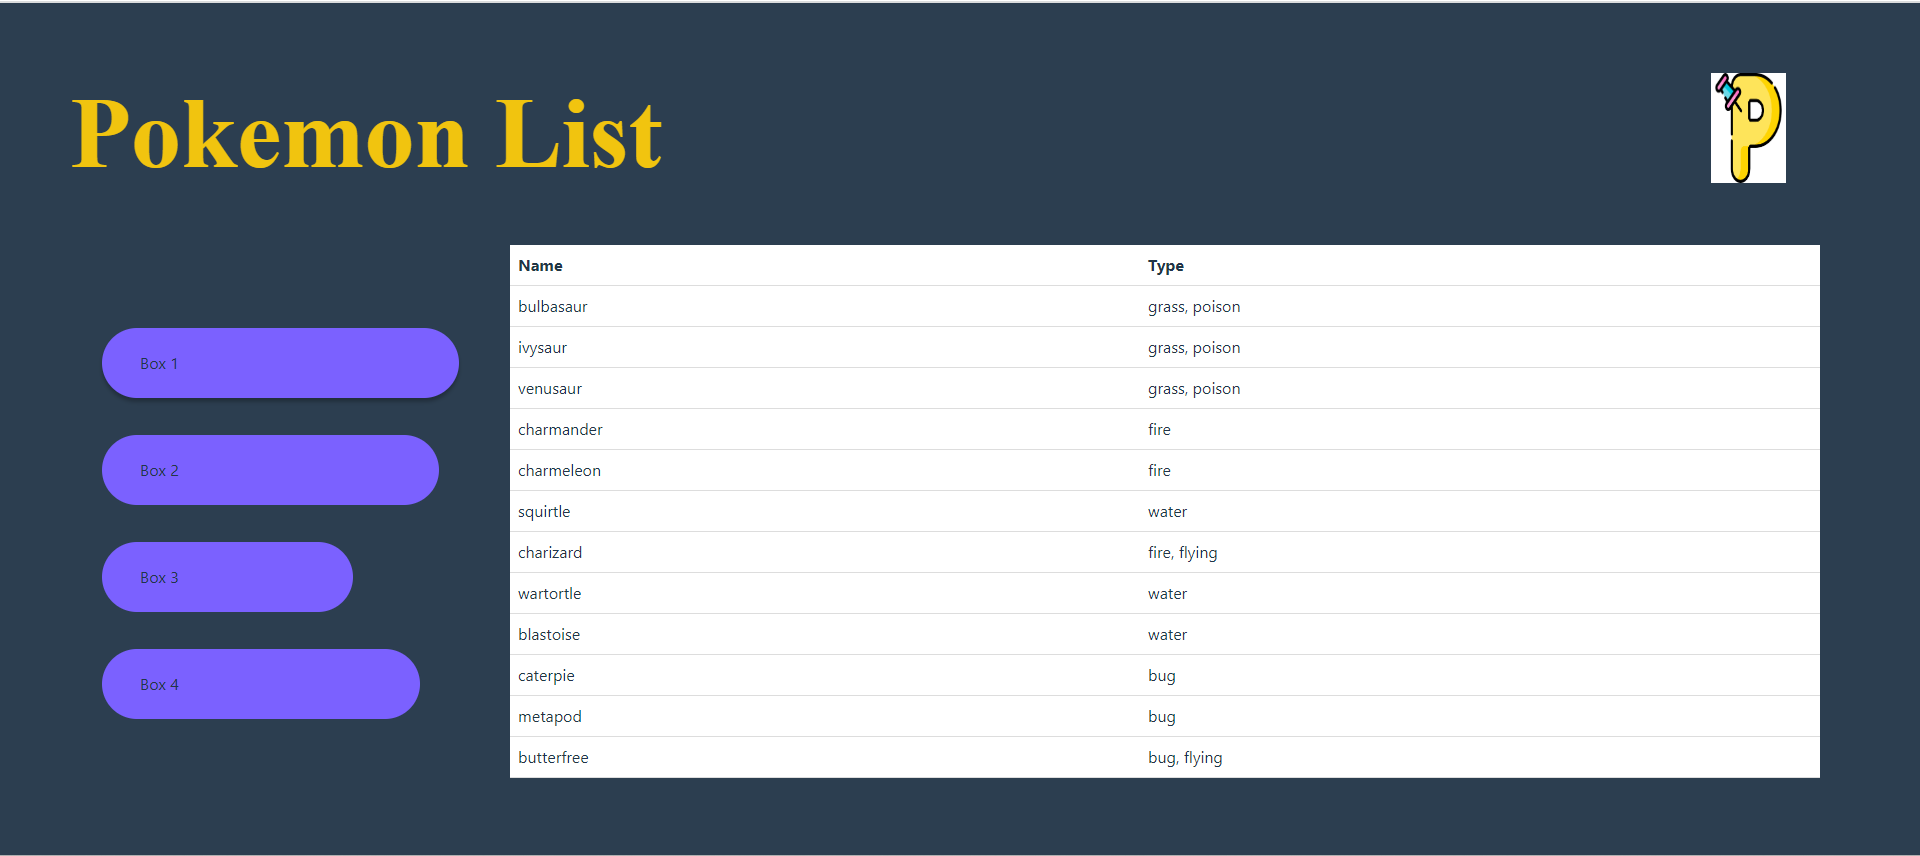 Pokemon List
P
Box 1
Box 2
Box 3
Box 4
Name Type
bulbasaur grass, poison
ivysaur grass, poison
venusaur grass, poison
charmander fire
charmeleon fire
squirtle water
charizard fire, flying
wartortle water
blastoise water
caterpie bug
metapod bug
butterfree bug, flying